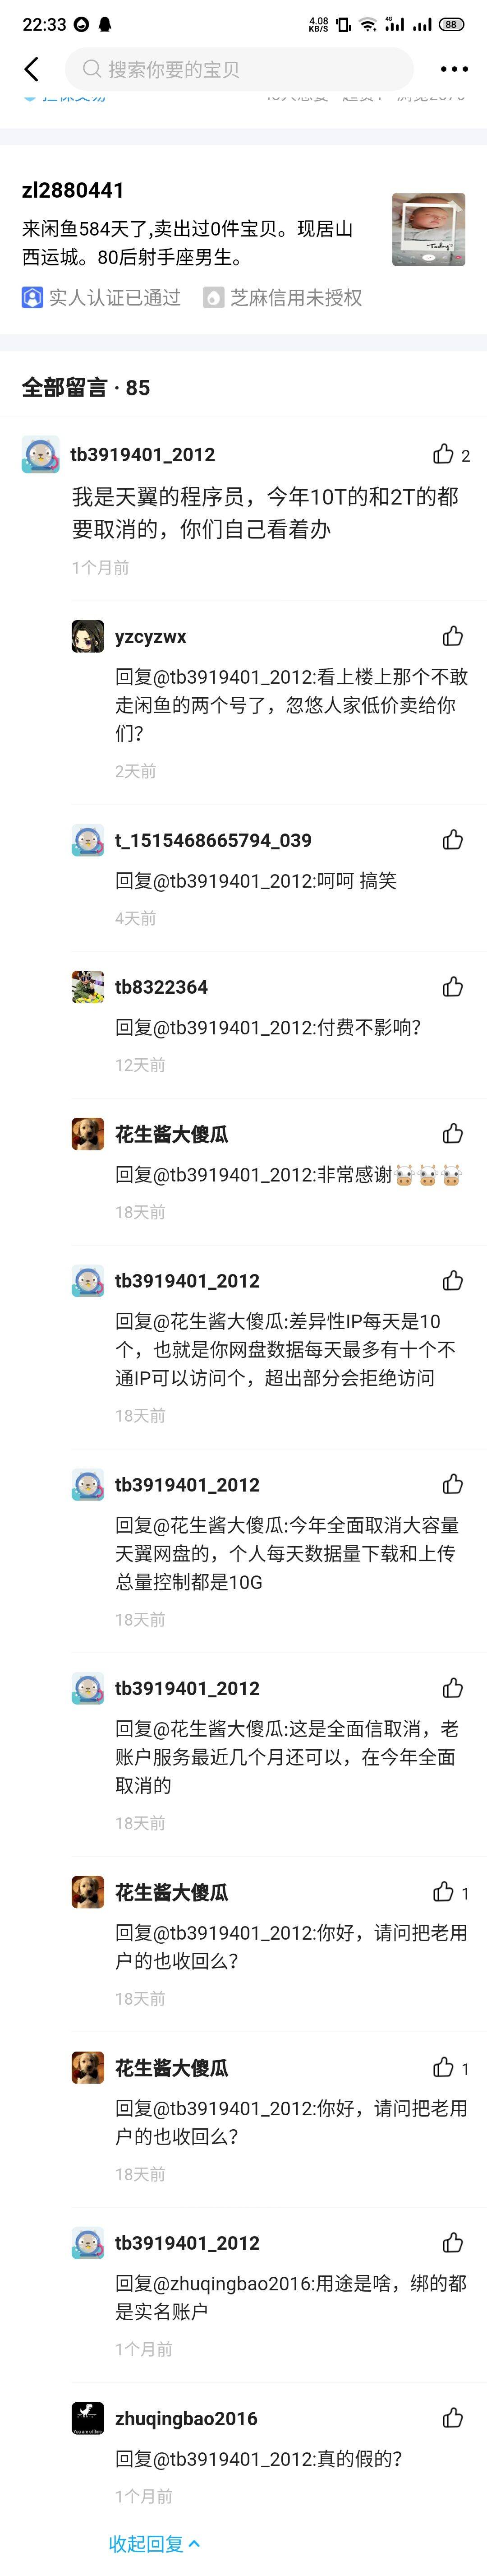 22:33
4.08 KB/S
4G
88
搜索你要的宝贝
zl2880441
来闲鱼584天了,卖出过0件宝贝。现居山
西运城。80后射手座男生。
实人认证已通过 芝麻信用未授权
全部留言 · 85
tb3919401_2012 2
我是天翼的程序员，今年10T的和2T的都
要取消的，你们自己看着办
1个月前
yzcyzwx
回复@tb3919401_2012:看上楼上那个不敢
走闲鱼的两个号了，忽悠人家低价卖给你
们?
2天前
t_1515468665794_039
回复@tb3919401_2012:呵呵 搞笑
4天前
tb8322364
回复@tb3919401_2012:付费不影响?
12天前
花生酱大傻瓜
回复@tb3919401_2012:非常感谢🐮🐮🐮
18天前
tb3919401_2012
回复@花生酱大傻瓜:差异性IP每天是10
个，也就是你网盘数据每天最多有十个不
通IP可以访问个，超出部分会拒绝访问
18天前
tb3919401_2012
回复@花生酱大傻瓜:今年全面取消大容量
天翼网盘的，个人每天数据量下载和上传
总量控制都是10G
18天前
tb3919401_2012
回复@花生酱大傻瓜:这是全面信取消，老
账户服务最近几个月还可以，在今年全面
取消的
18天前
花生酱大傻瓜 1
回复@tb3919401_2012:你好，请问把老用
户的也收回么?
18天前
花生酱大傻瓜 1
回复@tb3919401_2012:你好，请问把老用
户的也收回么?
18天前
tb3919401_2012
回复@zhuqingbao2016:用途是啥，绑的都
是实名账户
1个月前
zhuqingbao2016
回复@tb3919401_2012:真的假的?
1个月前
收起回复